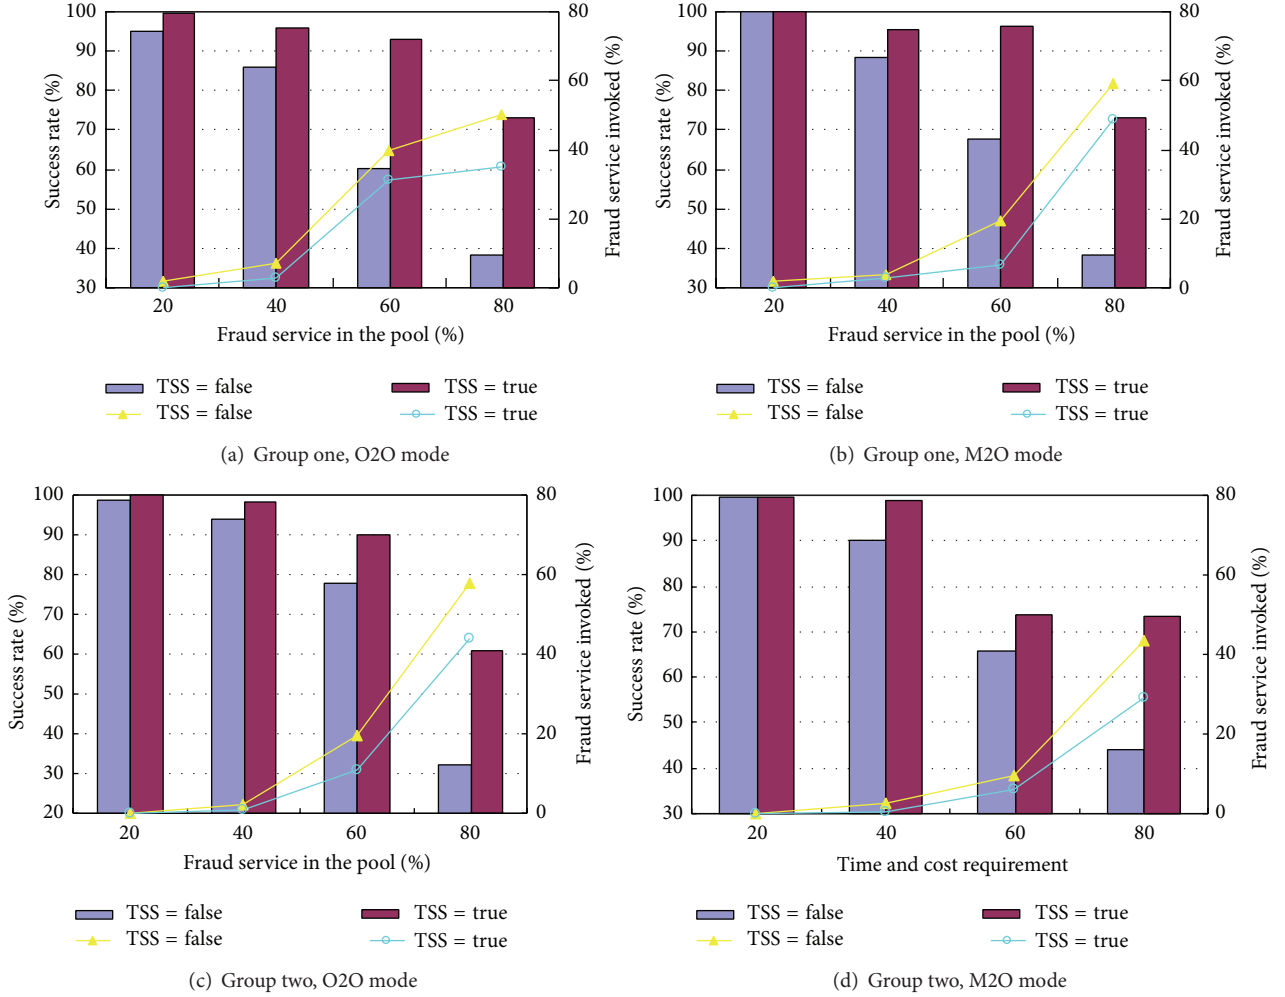 100
90
80
70
60
50
40
30
Success rate (%)
80
60
40
20
0
Fraud service invoked (%)
20 40 60 80
Fraud service in the pool (%)
TSS = false TSS = true
TSS = false TSS = true
(a) Group one, O2O mode
100
90
80
70
60
50
40
30
Success rate (%)
80
60
40
20
0
Fraud service invoked (%)
20 40 60 80
Fraud service in the pool (%)
TSS = false TSS = true
TSS = false TSS = true
(b) Group one, M2O mode
100
90
80
70
60
50
40
30
20
Success rate (%)
80
60
40
20
0
Fraud service invoked (%)
20 40 60 80
Fraud service in the pool (%)
TSS = false TSS = true
TSS = false TSS = true
(c) Group two, O2O mode
100
90
80
70
60
50
40
30
Success rate (%)
80
60
40
20
0
Fraud service invoked (%)
20 40 60 80
Time and cost requirement
TSS = false TSS = true
TSS = false TSS = true
(d) Group two, M2O mode